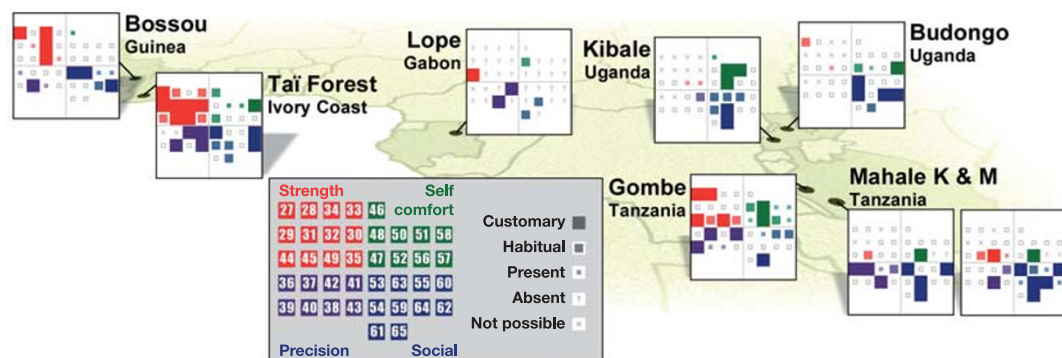 Bossou
Guinea
Taï Forest
Ivory Coast
Lope
Gabon
Kibale
Uganda
Budongo
Uganda
Gombe
Tanzania
Mahale K & M
Tanzania
Strength
Self
comfort
27 28 34 33 46
29 31 32 30 48 50 51 58
44 45 49 35 47 52 56 57
36 37 42 41 53 63 55 60
39 40 38 43 54 59 64 62
61 65
Precision
Social
Customary
Habitual
Present
Absent
Not possible